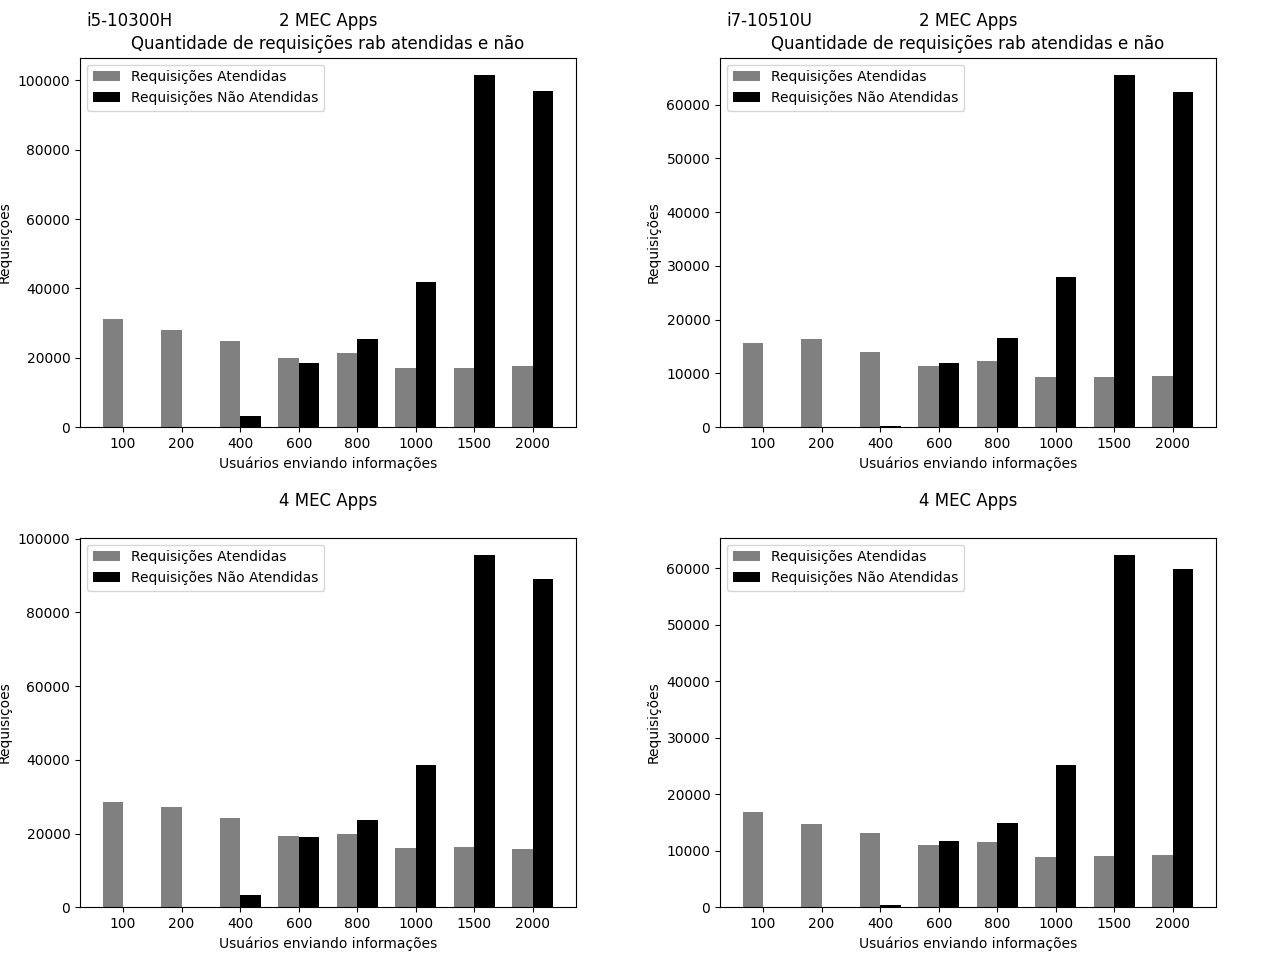 i5-10300H
2 MEC Apps
Quantidade de requisições rab atendidas e não
Requisições Atendidas
Requisições Não Atendidas
100000
80000
60000
40000
20000
0
Requisições
100 200 400 600 800 1000 1500 2000
Usuários enviando informações
i7-10510U
2 MEC Apps
Quantidade de requisições rab atendidas e não
Requisições Atendidas
Requisições Não Atendidas
60000
50000
40000
30000
20000
10000
0
Requisições
100 200 400 600 800 1000 1500 2000
Usuários enviando informações
4 MEC Apps
Requisições Atendidas
Requisições Não Atendidas
100000
80000
60000
40000
20000
0
Requisições
100 200 400 600 800 1000 1500 2000
Usuários enviando informações
4 MEC Apps
Requisições Atendidas
Requisições Não Atendidas
60000
50000
40000
30000
20000
10000
0
Requisições
100 200 400 600 800 1000 1500 2000
Usuários enviando informações